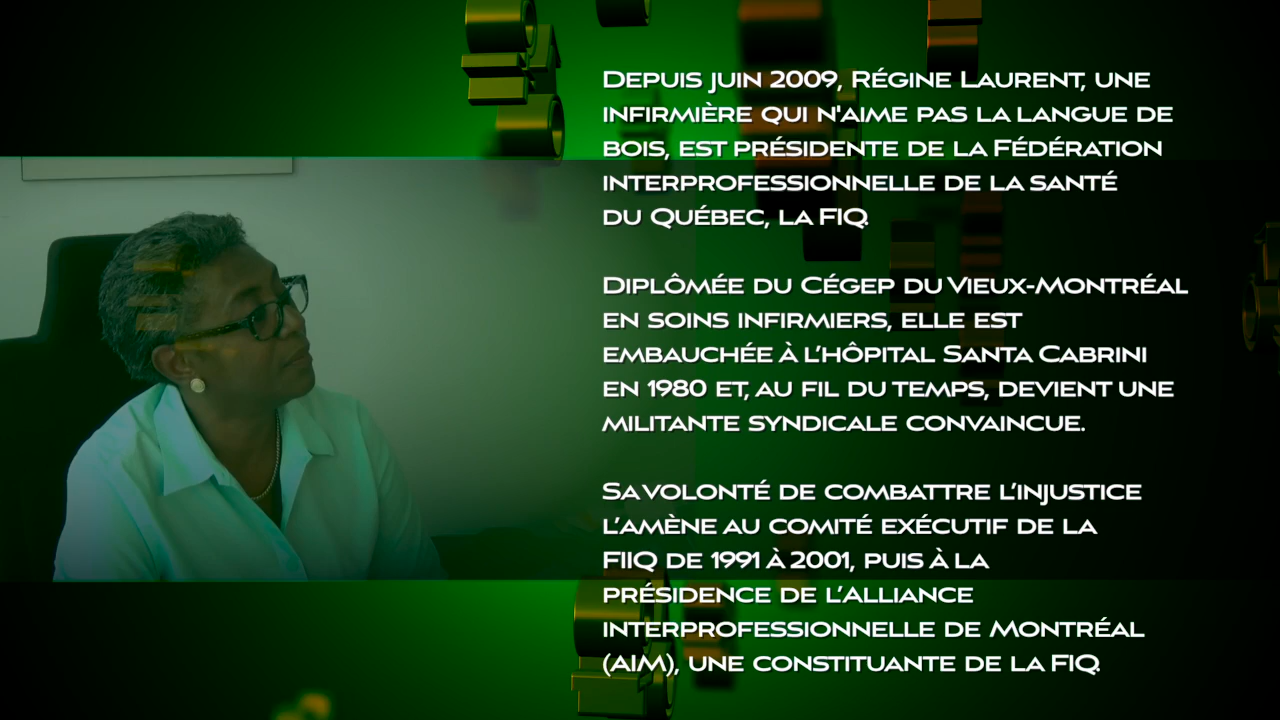 Depuis juin 2009, Régine Laurent, une
infirmière qui n'aime pas la langue de
bois, est présidente de la Fédération
interprofessionnelle de la santé
du Québec, la FIQ.
Diplômée du Cégep du Vieux-Montréal
en soins infirmiers, elle est
embauchée à l’hôpital Santa Cabrini
en 1980 et, au fil du temps, devient une
militante syndicale convaincue.
Sa volonté de combattre l’injustice
l’amène au comité exécutif de la
FIIQ de 1991 à 2001, puis à la
présidence de l’Alliance
interprofessionnelle de Montréal
(AIM), une constituante de la FIQ.